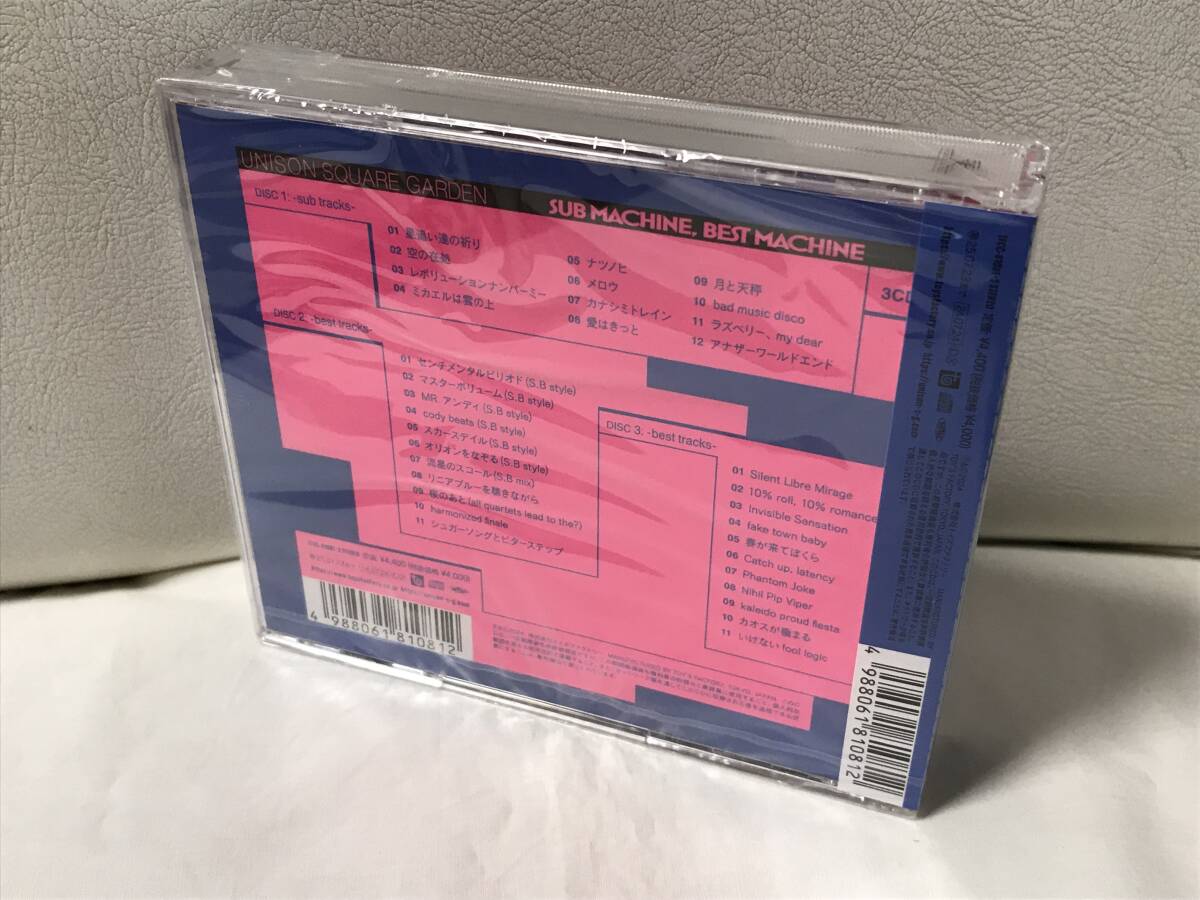 UNISON SQUARE GARDEN
SUB MACHINE, BEST MACHINE
DISC 1: -sub tracks-
01 星追い達の祈り
02 空の在処
03 レボリューションナンバーミー
04 ミカエルは雲の上
05 ナツノヒ
06 メロウ
07 カナシミトレイン
08 愛はきっと
09 月と天秤
10 bad music disco
11 ラズベリー、my dear
12 アナザーワールドエンド
3CD
DISC 2. -best tracks-
01 センチメンタルピリオド (S.B style)
02 マスターボリューム (S.B style)
03 MR.アンディ (S.B style)
04 cody beats (S.B style)
05 スカースデイル (S.B style)
06 オリオンをなぞる (S.B style)
07 流星のスコール (S.B mix)
08 リニアブルーを聴きながら
09 桜のあと (all quartets lead to the?)
10 harmonized finale
11 シュガーソングとビターステップ
DISC 3. -best tracks-
01 Silent Libre Mirage
02 10% roll, 10% romance
03 Invisible Sensation
04 fake town baby
05 春が来てぼくら
06 Catch up, latency
07 Phantom Joke
08 Nihil Pip Viper
09 kaleido proud fiesta
10 カオスが極まる
11 いけない fool logic
4 988061 810812
4 988061 810812